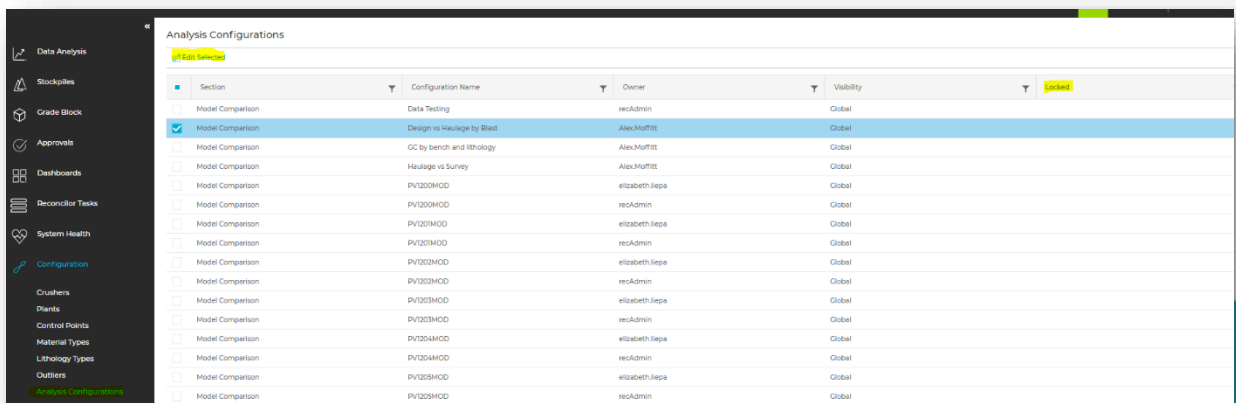 «
Analysis Configurations
Data Analysis
Edit Selected
Stockpiles
Section Configuration Name Owner Visibility Locked
Grade Block
Model Comparison Data Testing recAdmin Global
Model Comparison Design vs Haulage by Blast Alex.Moffitt Global
Approvals
Model Comparison GC by bench and lithology Alex.Moffitt Global
Model Comparison Haulage vs Survey Alex.Moffitt Global
Dashboards
Model Comparison PV1200MOD elizabeth.liepa Global
Reconcilor Tasks
Model Comparison PV1200MOD recAdmin Global
Model Comparison PV1201MOD elizabeth.liepa Global
System Health
Model Comparison PV1201MOD recAdmin Global
Configuration
Model Comparison PV1202MOD elizabeth.liepa Global
Model Comparison PV1202MOD recAdmin Global
Crushers
Model Comparison PV1203MOD elizabeth.liepa Global
Plants
Model Comparison PV1203MOD recAdmin Global
Control Points
Material Types
Model Comparison PV1204MOD elizabeth.liepa Global
Lithology Types
Model Comparison PV1204MOD recAdmin Global
Outliers
Model Comparison PV1205MOD elizabeth.liepa Global
Analysis Configurations
Model Comparison PV1205MOD recAdmin Global